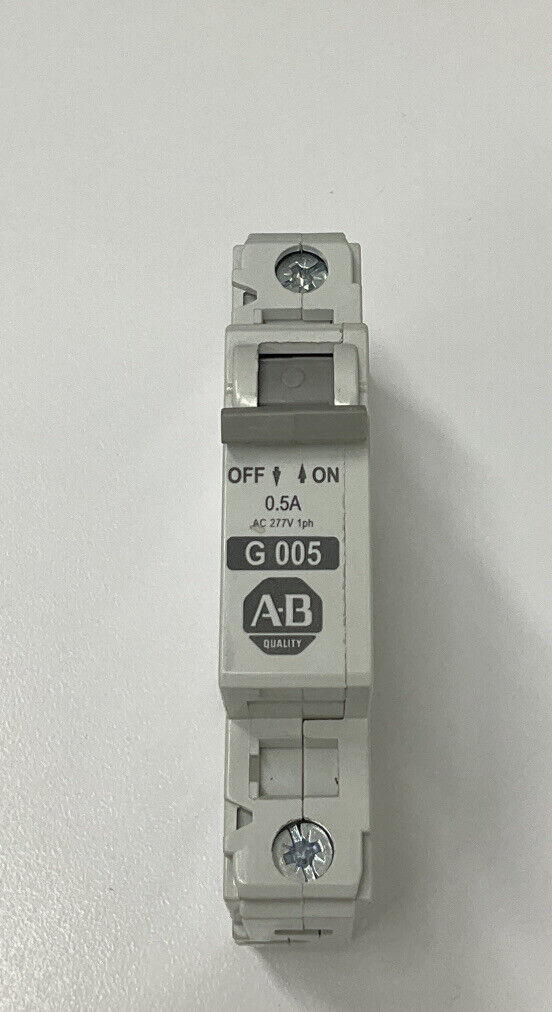 OFF ON
0.5A
AC 277V 1ph
G 005
A·B
QUALITY